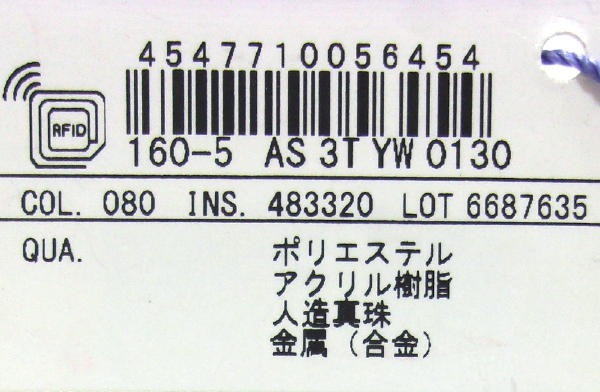 4547710056454
RFID
160-5 AS 3T YW 0130
COL. 080 INS. 483320 LOT 6687635
QUA. ポリエステル
アクリル樹脂
人造真珠
金属（合金）